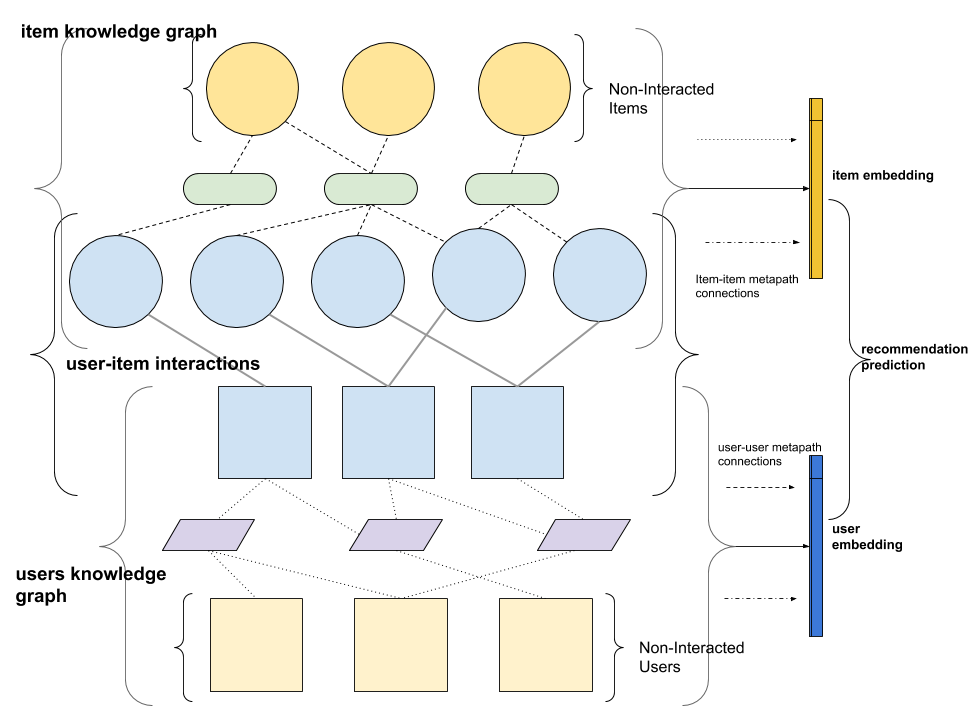 item knowledge graph
Non-Interacted
Items
item embedding
Item-item metapath
connections
user-item interactions
recommendation
prediction
user-user metapath
connections
user
embedding
users knowledge
graph
Non-Interacted
Users